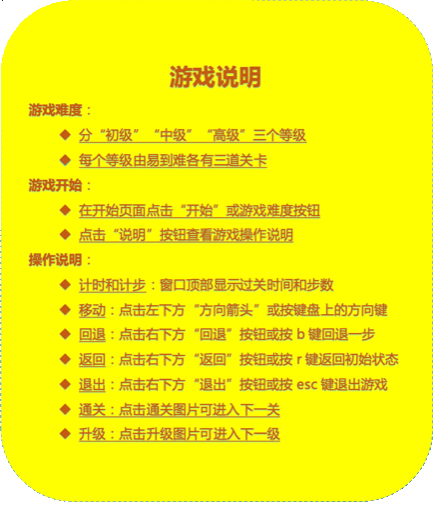 游戏说明
游戏难度：
◆ 分“初级”“中级”“高级”三个等级
◆ 每个等级由易到难各有三道关卡
游戏开始：
◆ 在开始页面点击“开始”或游戏难度按钮
◆ 点击“说明”按钮查看游戏操作说明
操作说明：
◆ 计时和计步：窗口顶部显示过关时间和步数
◆ 移动：点击左下方“方向箭头”或按键盘上的方向键
◆ 回退：点击右下方“回退”按钮或按 b 键回退一步
◆ 返回：点击右下方“返回”按钮或按 r 键返回初始状态
◆ 退出：点击右下方“退出”按钮或按 esc 键退出游戏
◆ 通关：点击通关图片可进入下一关
◆ 升级：点击升级图片可进入下一级